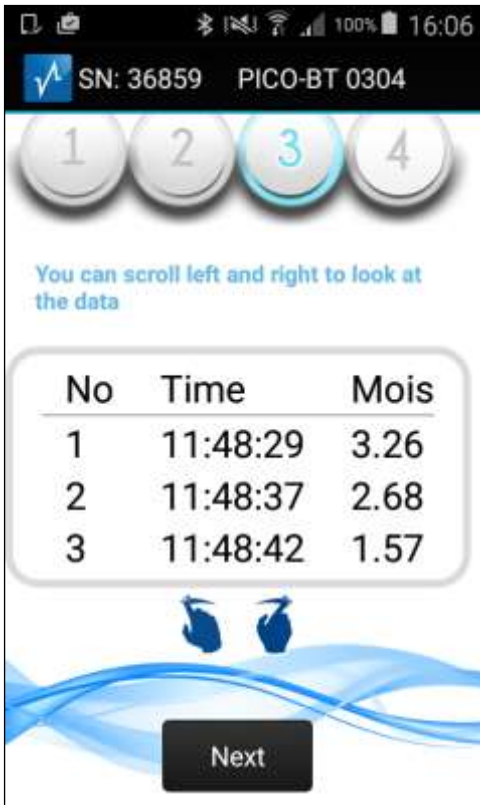 100% 16:06
SN: 36859 PICO-BT 0304
1 2 3 4
You can scroll left and right to look at
the data
No Time Mois
1 11:48:29 3.26
2 11:48:37 2.68
3 11:48:42 1.57
Next